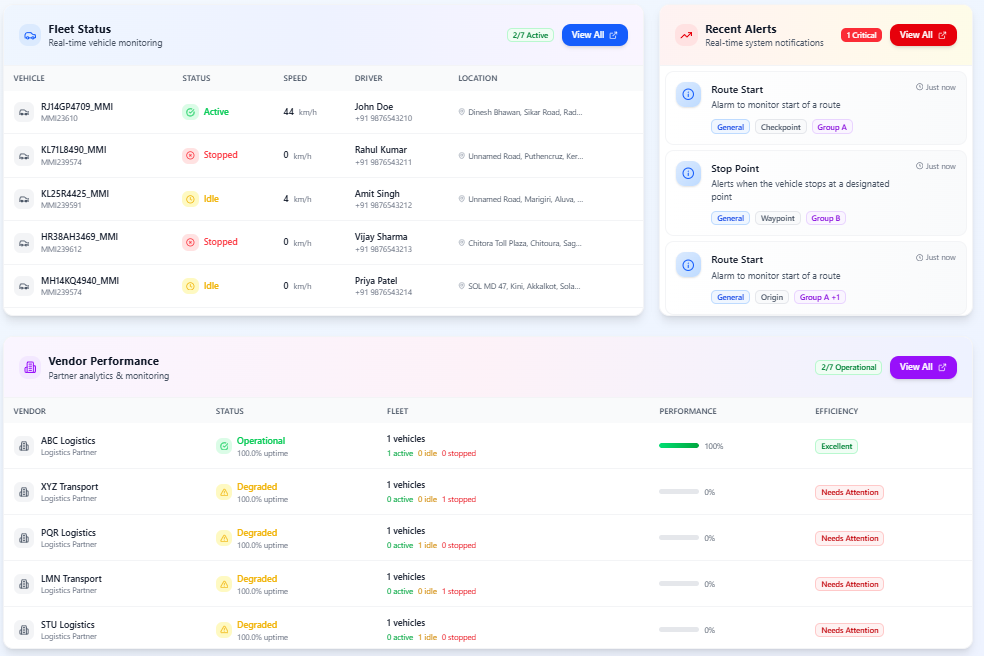 Fleet Status
Real-time vehicle monitoring
2/7 Active
View All
VEHICLE STATUS SPEED DRIVER LOCATION
RJ14GP4709_MMI
MMI23610
Active
44 km/h
John Doe
+91 9876543210
Dinesh Bhawan, Sikar Road, Rad...
KL71L8490_MMI
MMI239574
Stopped
0 km/h
Rahul Kumar
+91 9876543211
Unnamed Road, Puthencruz, Ker...
KL25R4425_MMI
MMI239591
Idle
4 km/h
Amit Singh
+91 9876543212
Unnamed Road, Marigiri, Aluva, ...
HR38AH3469_MMI
MMI239612
Stopped
0 km/h
Vijay Sharma
+91 9876543213
Chitora Toll Plaza, Chitoura, Sag...
MH14KQ4940_MMI
MMI239574
Idle
0 km/h
Priya Patel
+91 9876543214
SOL MD 47, Kini, Akkalkot, Sola...
Recent Alerts
Real-time system notifications
1 Critical
View All
Route Start
Just now
Alarm to monitor start of a route
General Checkpoint Group A
Stop Point
Just now
Alerts when the vehicle stops at a designated
point
General Waypoint Group B
Route Start
Just now
Alarm to monitor start of a route
General Origin Group A +1
Vendor Performance
Partner analytics & monitoring
2/7 Operational
View All
VENDOR STATUS FLEET PERFORMANCE EFFICIENCY
ABC Logistics
Logistics Partner
Operational
100.0% uptime
1 vehicles
1 active 0 idle 0 stopped
100%
Excellent
XYZ Transport
Logistics Partner
Degraded
100.0% uptime
1 vehicles
0 active 0 idle 1 stopped
0%
Needs Attention
PQR Logistics
Logistics Partner
Degraded
100.0% uptime
1 vehicles
0 active 1 idle 0 stopped
0%
Needs Attention
LMN Transport
Logistics Partner
Degraded
100.0% uptime
1 vehicles
0 active 0 idle 1 stopped
0%
Needs Attention
STU Logistics
Logistics Partner
Degraded
100.0% uptime
1 vehicles
0 active 1 idle 0 stopped
0%
Needs Attention